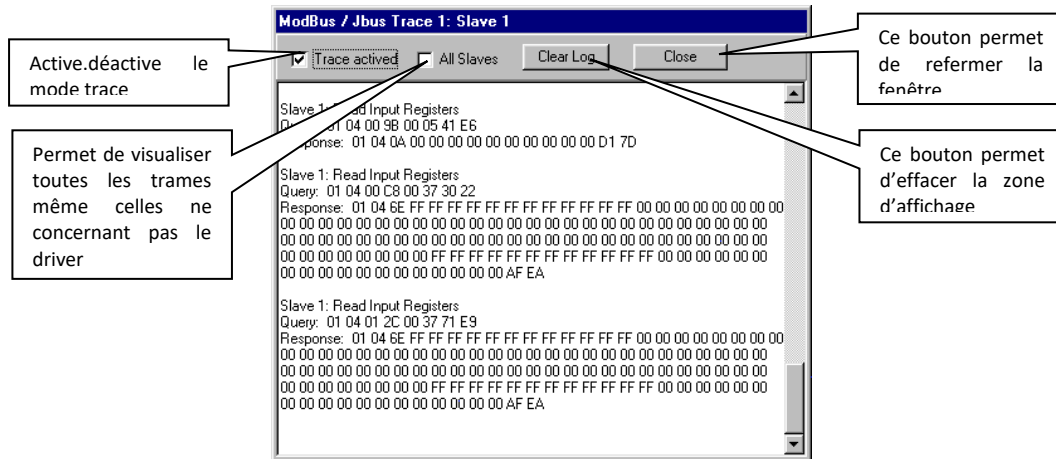 ModBus / Jbus Trace 1: Slave 1
Trace actived All Slaves Clear Log Close
Active.déactive le
mode trace
Permet de visualiser
toutes les trames
même celles ne
concernant pas le
driver
Ce bouton permet
de refermer la
fenêtre
Ce bouton permet
d'effacer la zone
d'affichage
Slave 1: Read Input Registers
01 04 00 9B 00 05 41 E6
Response: 01 04 0A 00 00 00 00 00 00 00 00 00 00 D1 7D
Slave 1: Read Input Registers
Query: 01 04 00 C8 00 37 30 22
Response: 01 04 6E FF FF FF FF FF FF FF FF FF FF FF FF 00 00 00 00 00 00 00 00
00 00 00 00 00 00 00 00 00 00 00 00 00 00 00 00 00 00 00 00 00 00 00 00 00 00
00 00 00 00 00 00 00 00 00 00 00 00 00 00 00 00 00 00 00 00 00 00 00 00 00 00
00 00 00 00 00 00 00 00 FF FF FF FF FF FF FF FF FF FF FF FF 00 00 00 00 00 00
00 00 00 00 00 00 00 00 00 00 00 00 AF EA
Slave 1: Read Input Registers
Query: 01 04 01 2C 00 37 71 E9
Response: 01 04 6E FF FF FF FF FF FF FF FF FF FF FF FF 00 00 00 00 00 00 00 00
00 00 00 00 00 00 00 00 00 00 00 00 00 00 00 00 00 00 00 00 00 00 00 00 00 00
00 00 00 00 00 00 00 00 00 00 00 00 00 00 00 00 00 00 00 00 00 00 00 00 00 00
00 00 00 00 00 00 00 00 FF FF FF FF FF FF FF FF FF FF FF FF 00 00 00 00 00 00
00 00 00 00 00 00 00 00 00 00 00 00 AF EA